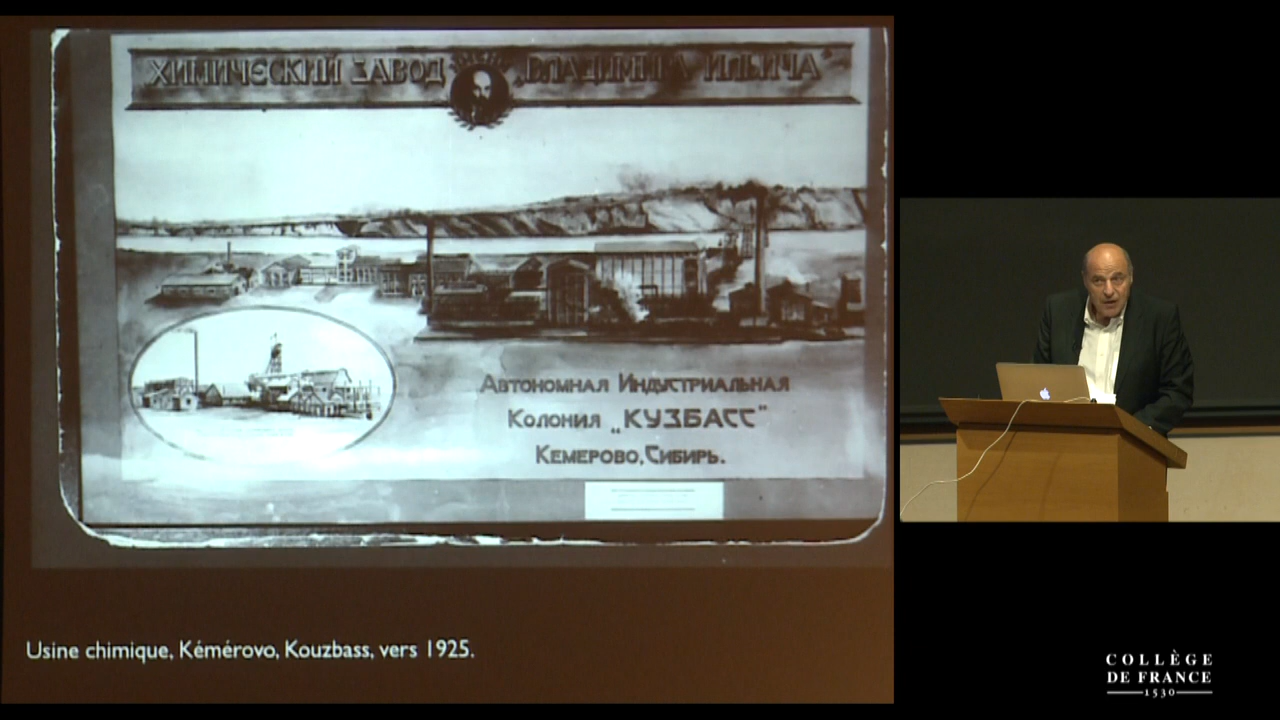 ХИМИЧЕСКИЙ ЗАВОД „ВЛАДИМИРА ИЛЬИЧА"
Автономная Индустриальная
Колония „КУЗБАСС"
Кемерово, Сибирь.
Usine chimique, Kémérovo, Kouzbass, vers 1925.
COLLÈGE
DE FRANCE
1530